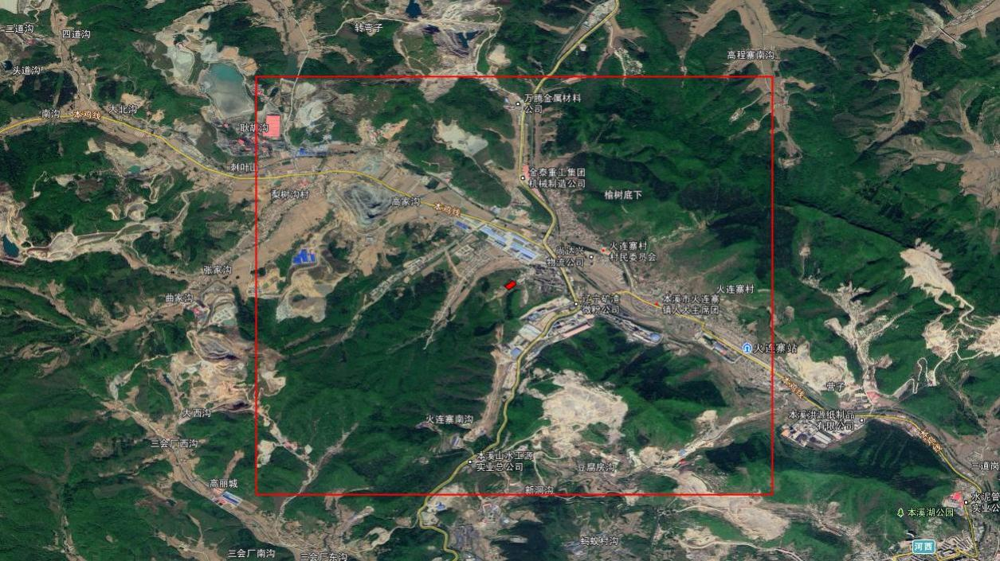 二道沟
四道沟
转弯子
高程寨南沟
头道沟
万腾金属材料
公司
南沟
本鸡线
大北沟
耿胡沟
刺叶山
金泰重工集团
机械制造公司
梨树沟村
高家沟
本鸡线
榆树底下
尚达兴
物流公司
火连寨村
村民委员会
张家沟
曲家沟
辽宁矿渣
微粉公司
本溪市火连寨
镇人大主席团
火连寨村
火连寨站
营子
本鸡线
大西沟
火连寨南沟
本溪洪源纸制品
有限公司
三会厂西沟
本溪山水工源
实业总公司
豆腐房沟
三道岗
高丽城
新洞沟
水泥管
实业公
本溪湖公园
三会厂南沟
三会厂东沟
蚂蚁村沟
河西